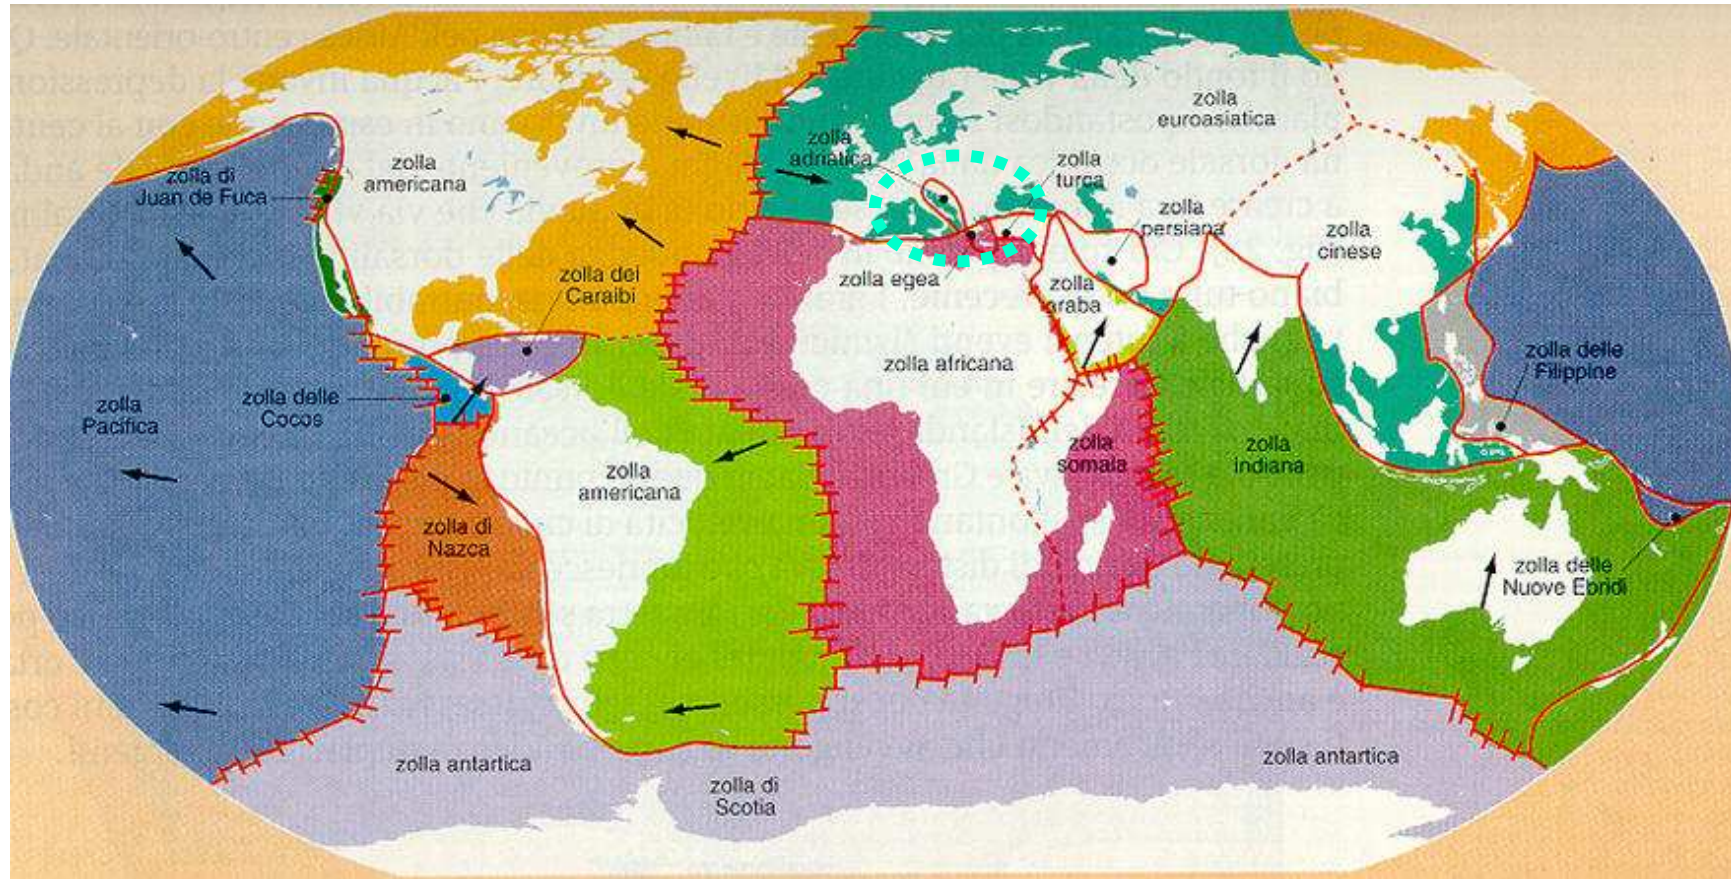 zolla
euroasiatica
zolla
adriatica
zolla
turca
zolla
americana
zolla di
Juan de Fuca
zolla
persiana
zolla
cinese
zolla egea
zolla dei
Caraibi
zolla
araba
zolla africana
zolla delle
Filippine
zolla
Pacifica
zolla delle
Cocos
zolla
somala
zolla
indiana
zolla
americana
zolla di
Nazca
zolla delle
Nuove Ebridi
zolla antartica
zolla antartica
zolla di
Scotia